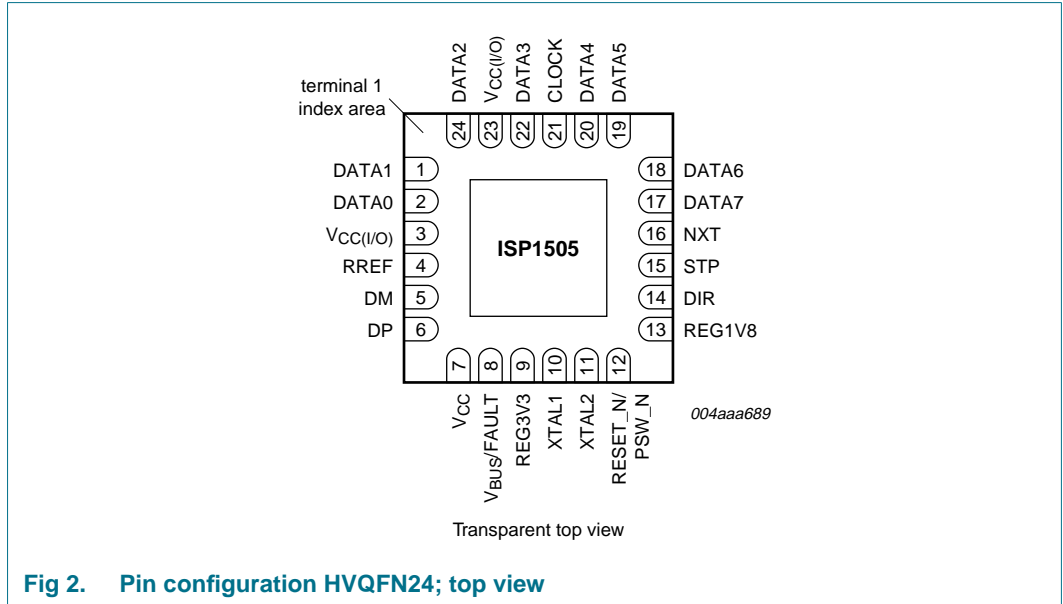 DATA2
VCC(I/O)
DATA3
CLOCK
DATA4
DATA5
terminal 1
index area
24
23
22
21
20
19
DATA1 1
18 DATA6
DATA0 2
17 DATA7
VCC(I/O) 3
16 NXT
ISP1505
RREF 4
15 STP
DM 5
14 DIR
DP 6
13 REG1V8
7
8
9
10
11
12
VCC
VBUS/FAULT
REG3V3
XTAL1
XTAL2
RESET_N/
PSW_N
004aaa689
Transparent top view
Fig 2. Pin configuration HVQFN24; top view